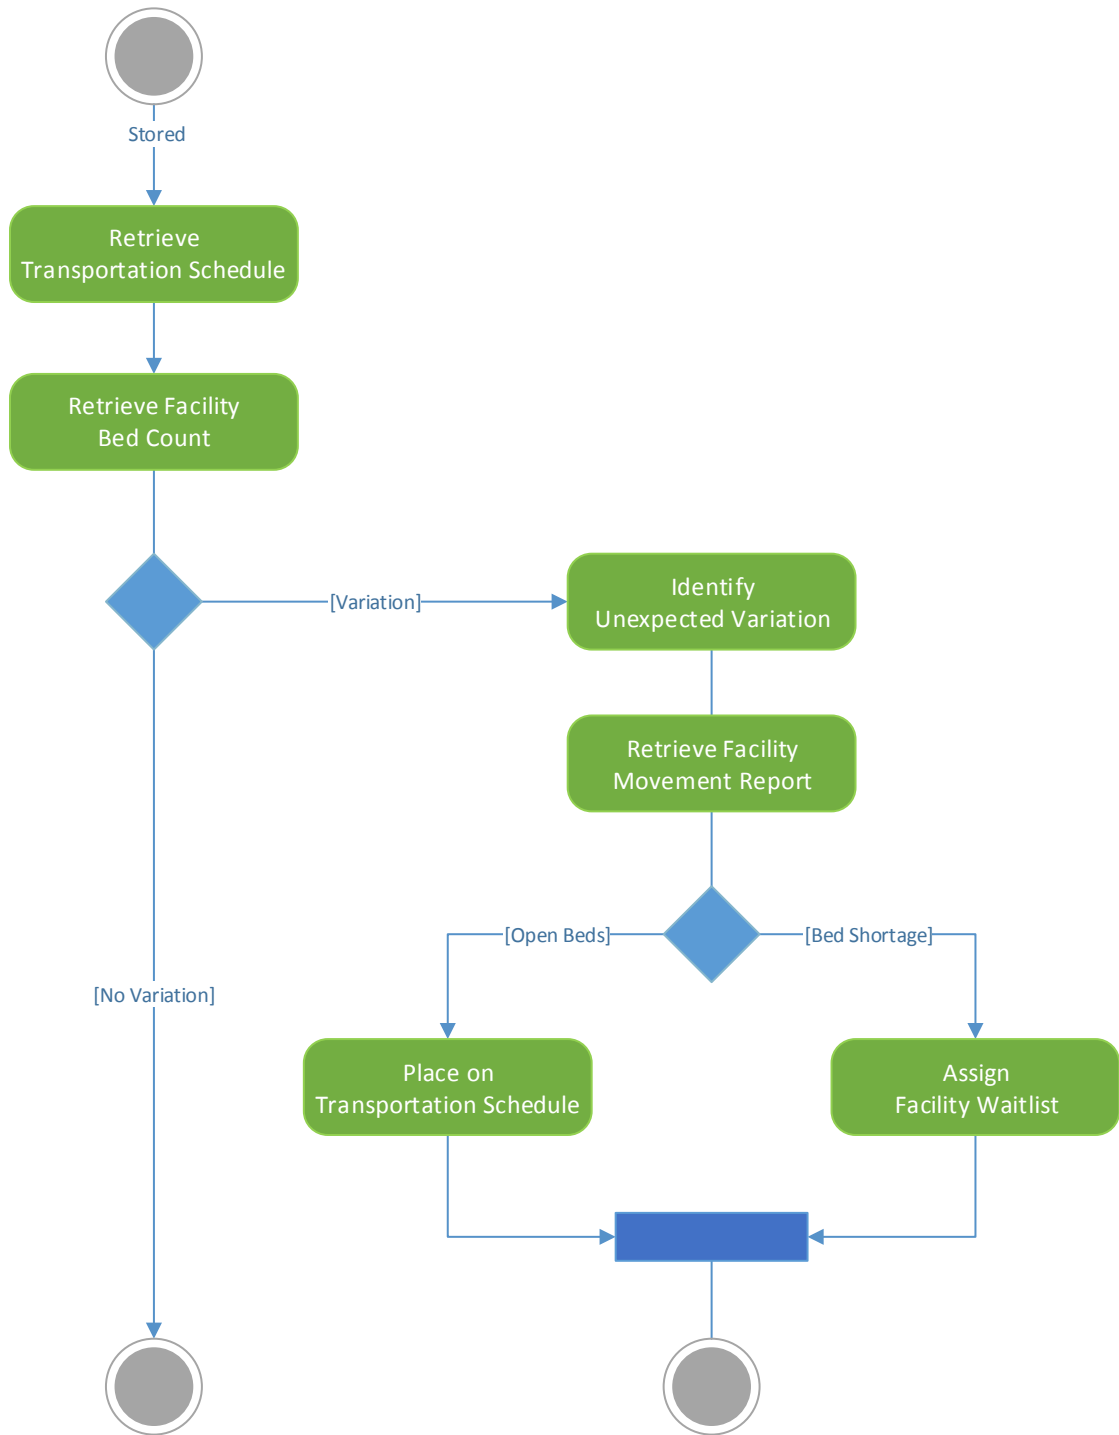 Stored
Retrieve
Transportation Schedule
Retrieve Facility
Bed Count
[Variation]
Identify
Unexpected Variation
Retrieve Facility
Movement Report
[Open Beds]
[Bed Shortage]
[No Variation]
Place on
Transportation Schedule
Assign
Facility Waitlist